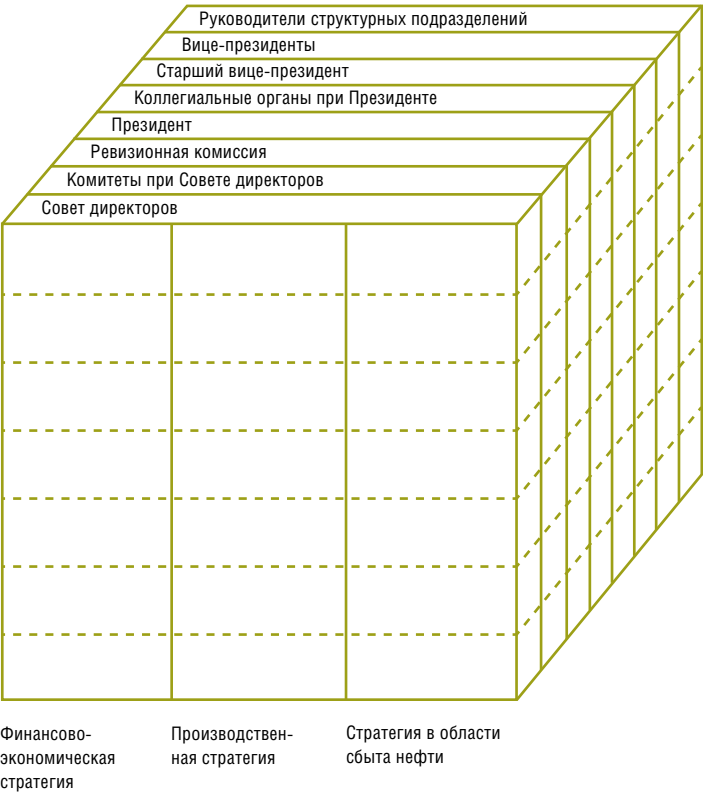 Руководители структурных подразделений
Вице-президенты
Старший вице-президент
Коллегиальные органы при Президенте
Президент
Ревизионная комиссия
Комитеты при Совете директоров
Совет директоров
Финансово-
экономическая
стратегия
Производствен-
ная стратегия
Стратегия в области
сбыта нефти